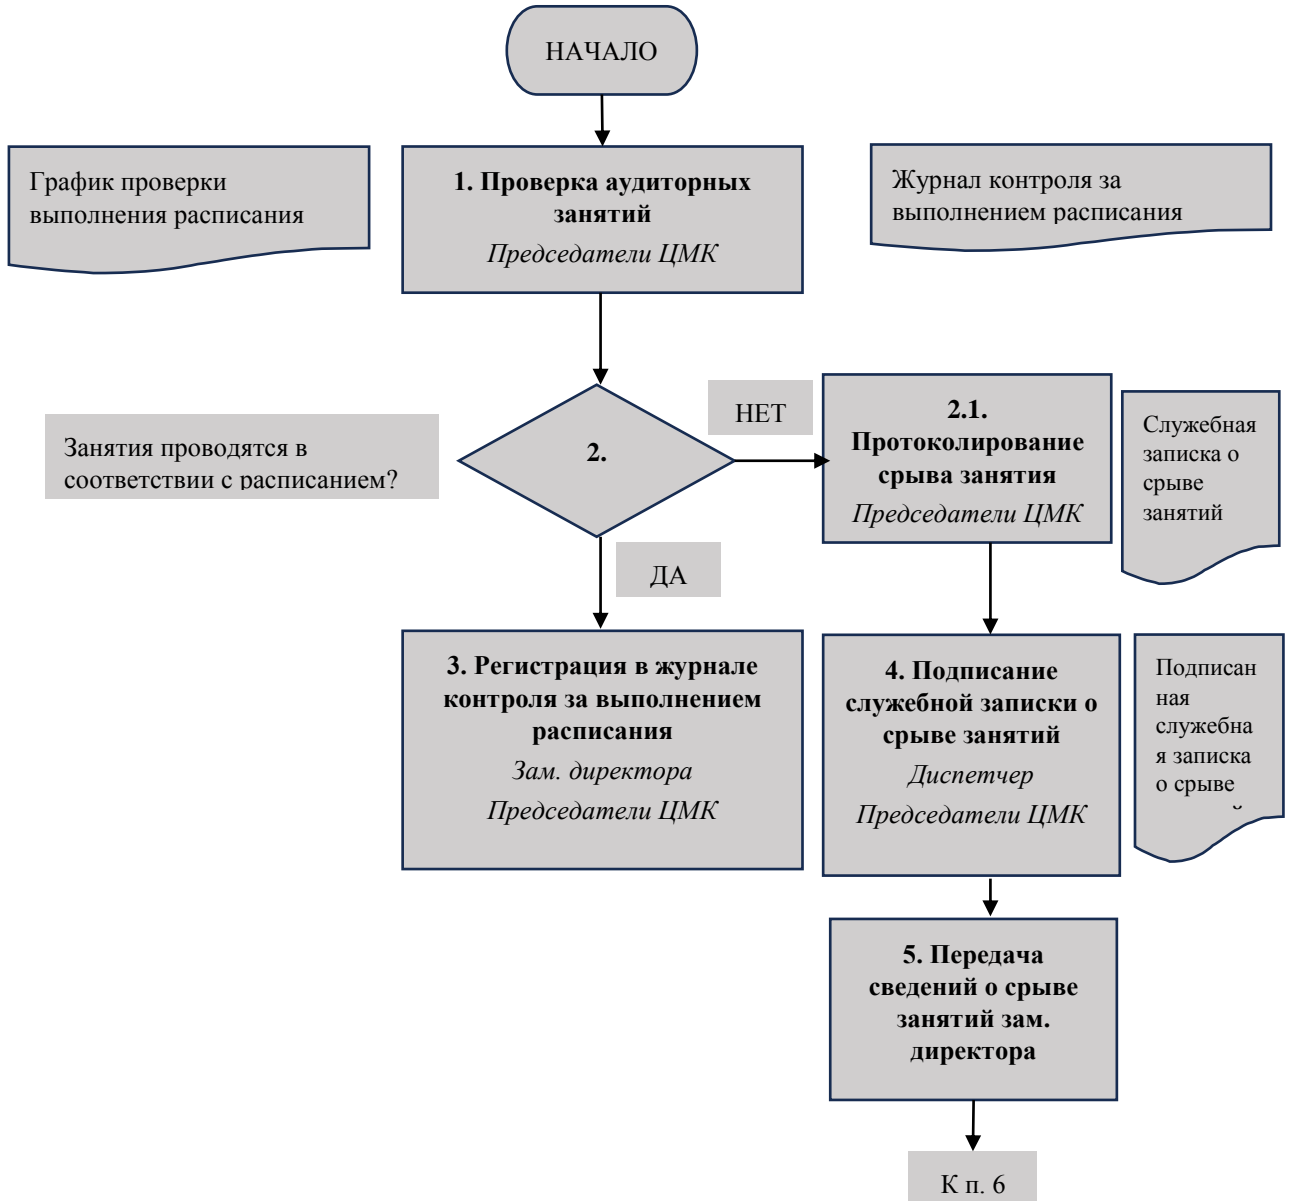 НАЧАЛО
График проверки
выполнения расписания
1. Проверка аудиторных
занятий
Председатели ЦМК
Журнал контроля за
выполнением расписания
Занятия проводятся в
соответствии с расписанием?
2.
НЕТ
2.1.
Протоколирование
срыва занятия
Председатели ЦМК
Служебная
записка о
срыве
занятий
ДА
3. Регистрация в журнале
контроля за выполнением
расписания
Зам. директора
Председатели ЦМК
4. Подписание
служебной записки о
срыве занятий
Диспетчер
Председатели ЦМК
Подписан
ная
служебна
я записка
о срыве
5. Передача
сведений о срыве
занятий зам.
директора
К п. 6